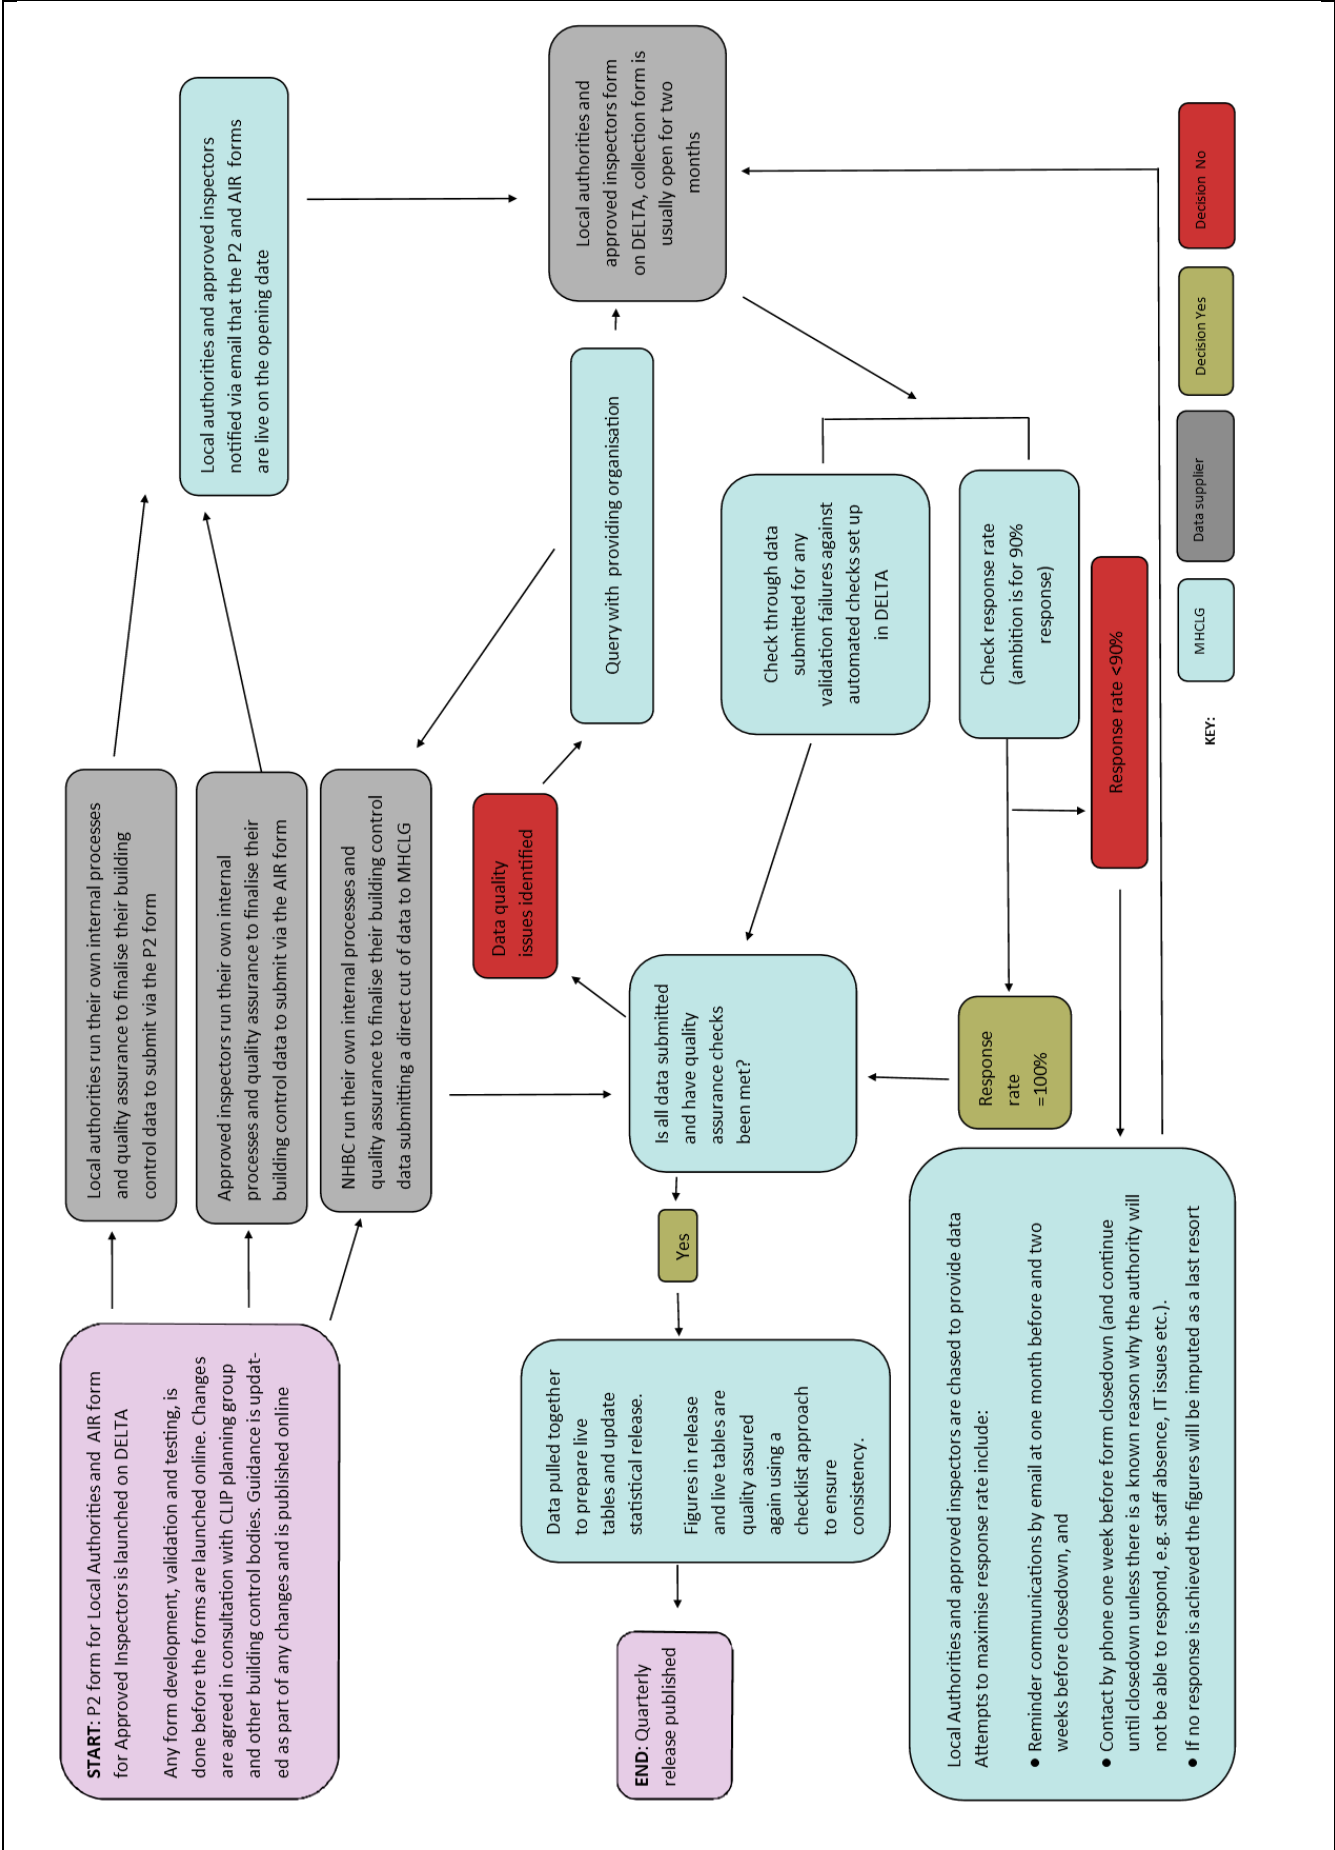 START: P2 form for Local Authorities and AIR form
for Approved Inspectors is launched on DELTA
Any form development, validation and testing, is
done before the forms are launched online. Changes
are agreed in consultation with CLIP planning group
and other building control bodies. Guidance is updat-
ed as part of any changes and is published online
Local authorities run their own internal processes
and quality assurance to finalise their building
control data to submit via the P2 form
Approved inspectors run their own internal
processes and quality assurance to finalise their
building control data to submit via the AIR form
NHBC run their own internal processes and
quality assurance to finalise their building control
data submitting a direct cut of data to MHCLG
Local authorities and approved inspectors
notified via email that the P2 and AIR forms
are live on the opening date
Local authorities and
approved inspectors form
on DELTA, collection form is
usually open for two
months
Query with providing organisation
Data quality
issues identified
Check through data
submitted for any
validation failures against
automated checks set up
in DELTA
Check response rate
(ambition is for 90%
response)
Response rate <90%
Is all data submitted
and have quality
assurance checks
been met?
Response
rate
=100%
Yes
Data pulled together
to prepare live
tables and update
statistical release.
Figures in release
and live tables are
quality assured
again using a
checklist approach
to ensure
consistency.
END: Quarterly
release published
Local Authorities and approved inspectors are chased to provide data
Attempts to maximise response rate include:
● Reminder communications by email at one month before and two
weeks before closedown, and
● Contact by phone one week before form closedown (and continue
until closedown unless there is a known reason why the authority will
not be able to respond, e.g. staff absence, IT issues etc.).
● If no response is achieved the figures will be imputed as a last resort
KEY:
MHCLG
Data supplier
Decision Yes
Decision No